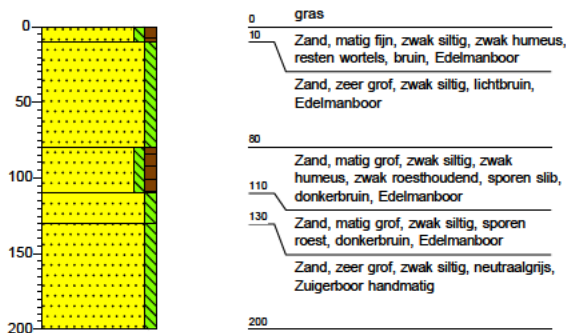 0
50
100
150
200
0
gras
10
Zand, matig fijn, zwak siltig, zwak humeus,
resten wortels, bruin, Edelmanboor
Zand, zeer grof, zwak siltig, lichtbruin,
Edelmanboor
80
Zand, matig grof, zwak siltig, zwak
humeus, zwak roesthoudend, sporen slib,
donkerbruin, Edelmanboor
110
130
Zand, matig grof, zwak siltig, sporen
roest, donkerbruin, Edelmanboor
Zand, zeer grof, zwak siltig, neutraalgrijs,
Zuigerboor handmatig
200